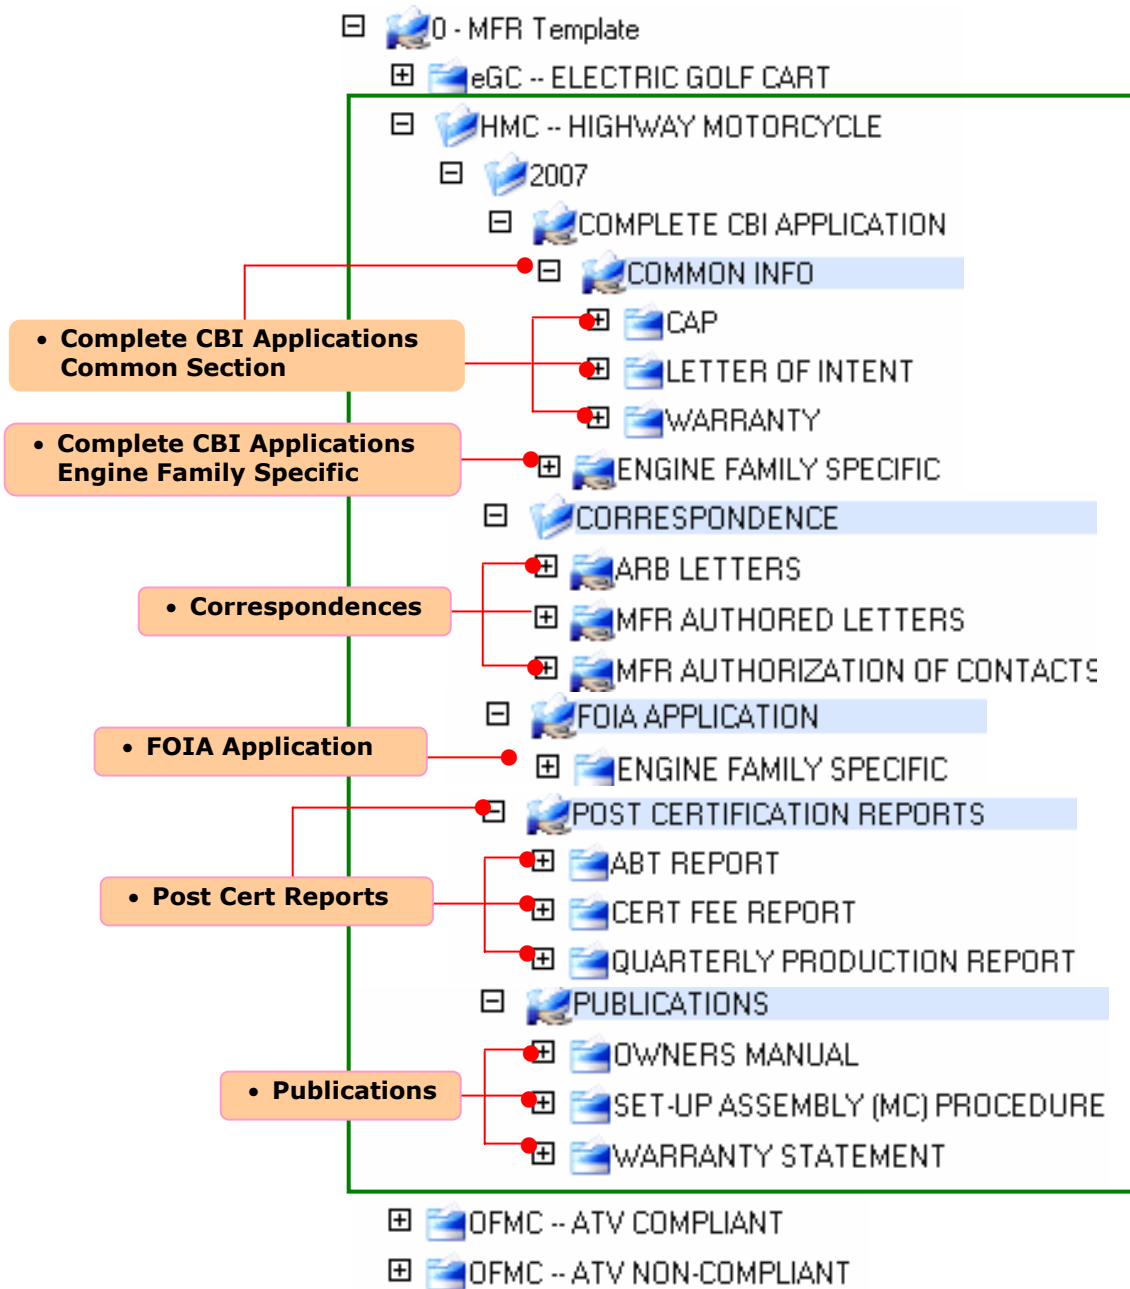 0 - MFR Template
eGC -- ELECTRIC GOLF CART
HMC -- HIGHWAY MOTORCYCLE
2007
COMPLETE CBI APPLICATION
COMMON INFO
• Complete CBI Applications
Common Section
CAP
LETTER OF INTENT
WARRANTY
• Complete CBI Applications
Engine Family Specific
ENGINE FAMILY SPECIFIC
CORRESPONDENCE
ARB LETTERS
• Correspondences
MFR AUTHORED LETTERS
MFR AUTHORIZATION OF CONTACTS
FOIA APPLICATION
• FOIA Application
ENGINE FAMILY SPECIFIC
POST CERTIFICATION REPORTS
ABT REPORT
• Post Cert Reports
CERT FEE REPORT
QUARTERLY PRODUCTION REPORT
PUBLICATIONS
OWNERS MANUAL
• Publications
SET-UP ASSEMBLY (MC) PROCEDURE
WARRANTY STATEMENT
OFMC -- ATV COMPLIANT
OFMC -- ATV NON-COMPLIANT